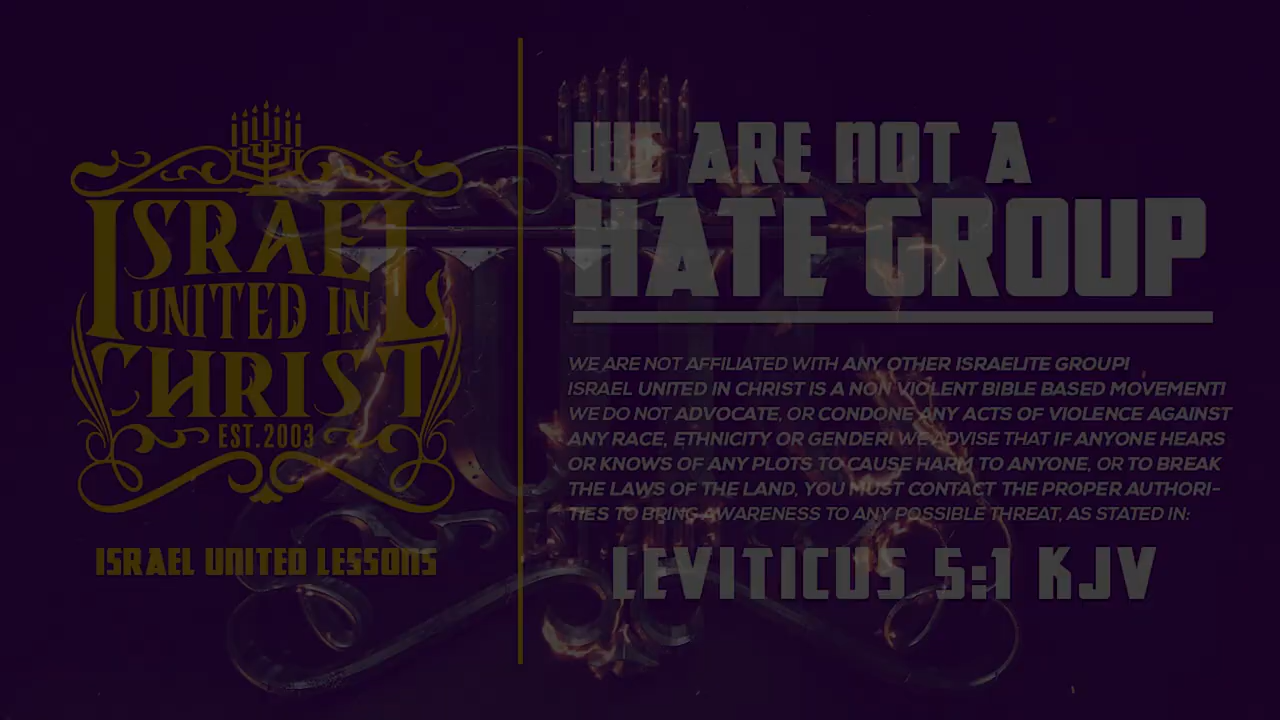 ISRAEL
UNITED IN
CHRIST
EST.2003
ISRAEL UNITED LESSONS
WE ARE NOT A
HATE GROUP
WE ARE NOT AFFILIATED WITH ANY OTHER ISRAELITE GROUP!
ISRAEL UNITED IN CHRIST IS A NON VIOLENT BIBLE BASED MOVEMENT!
WE DO NOT ADVOCATE, OR CONDONE ANY ACTS OF VIOLENCE AGAINST
ANY RACE, ETHNICITY OR GENDER! WE ADVISE THAT IF ANYONE HEARS
OR KNOWS OF ANY PLOTS TO CAUSE HARM TO ANYONE, OR TO BREAK
THE LAWS OF THE LAND, YOU MUST CONTACT THE PROPER AUTHORI-
TIES TO BRING AWARENESS TO ANY POSSIBLE THREAT, AS STATED IN:
LEVITICUS 5:1 KJV